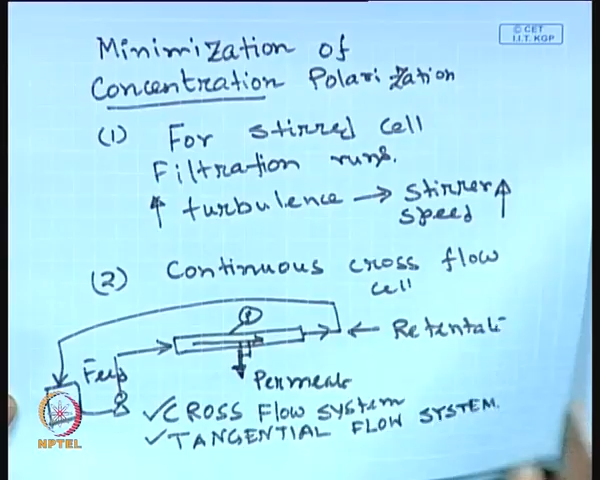 © CET
I.I.T. KGP
Minimization of
Concentration Polarization
(1) For stirred cell
Filtration runs.
↑ turbulence → stirrer ↑
speed
(2) Continuous cross flow
cell
P
← Retentate
Feed
Permeate
✓ CROSS Flow system
✓ TANGENTIAL FLOW SYSTEM.
NPTEL